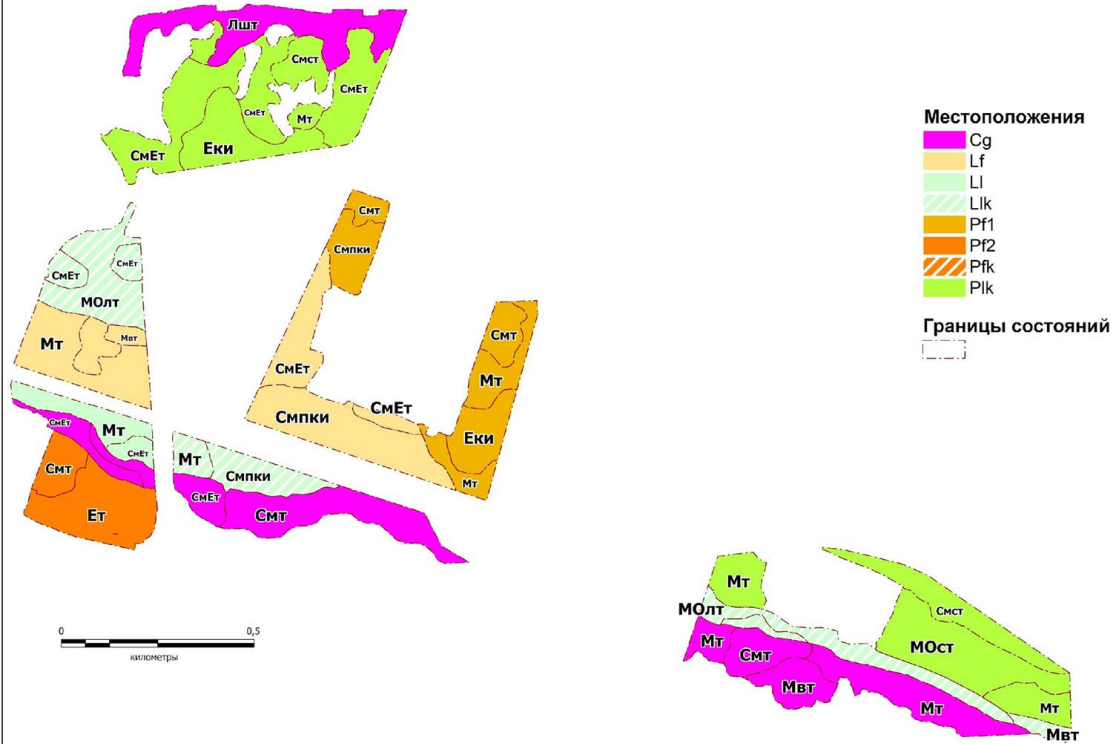 Лшт
Смст
СмЕт
СмЕт
Мт
Еки
СмЕт
Местоположения
Cg
Lf
Ll
Llk
Pf1
Pf2
Pfk
Plk
Границы состояний
Смт
Смпки
СмЕт
СмЕт
МОлт
Мт
Мвт
СмЕт
Смпки
СмЕт
Смт
Мт
Еки
Мт
СмЕт
Мт
СмЕт
Смт
Ет
Мт
Смпки
СмЕт
Смт
0 0,5
километры
Мт
МОлт
Мт
Смт
Мвт
Мт
Смст
МОст
Мт
Мвт